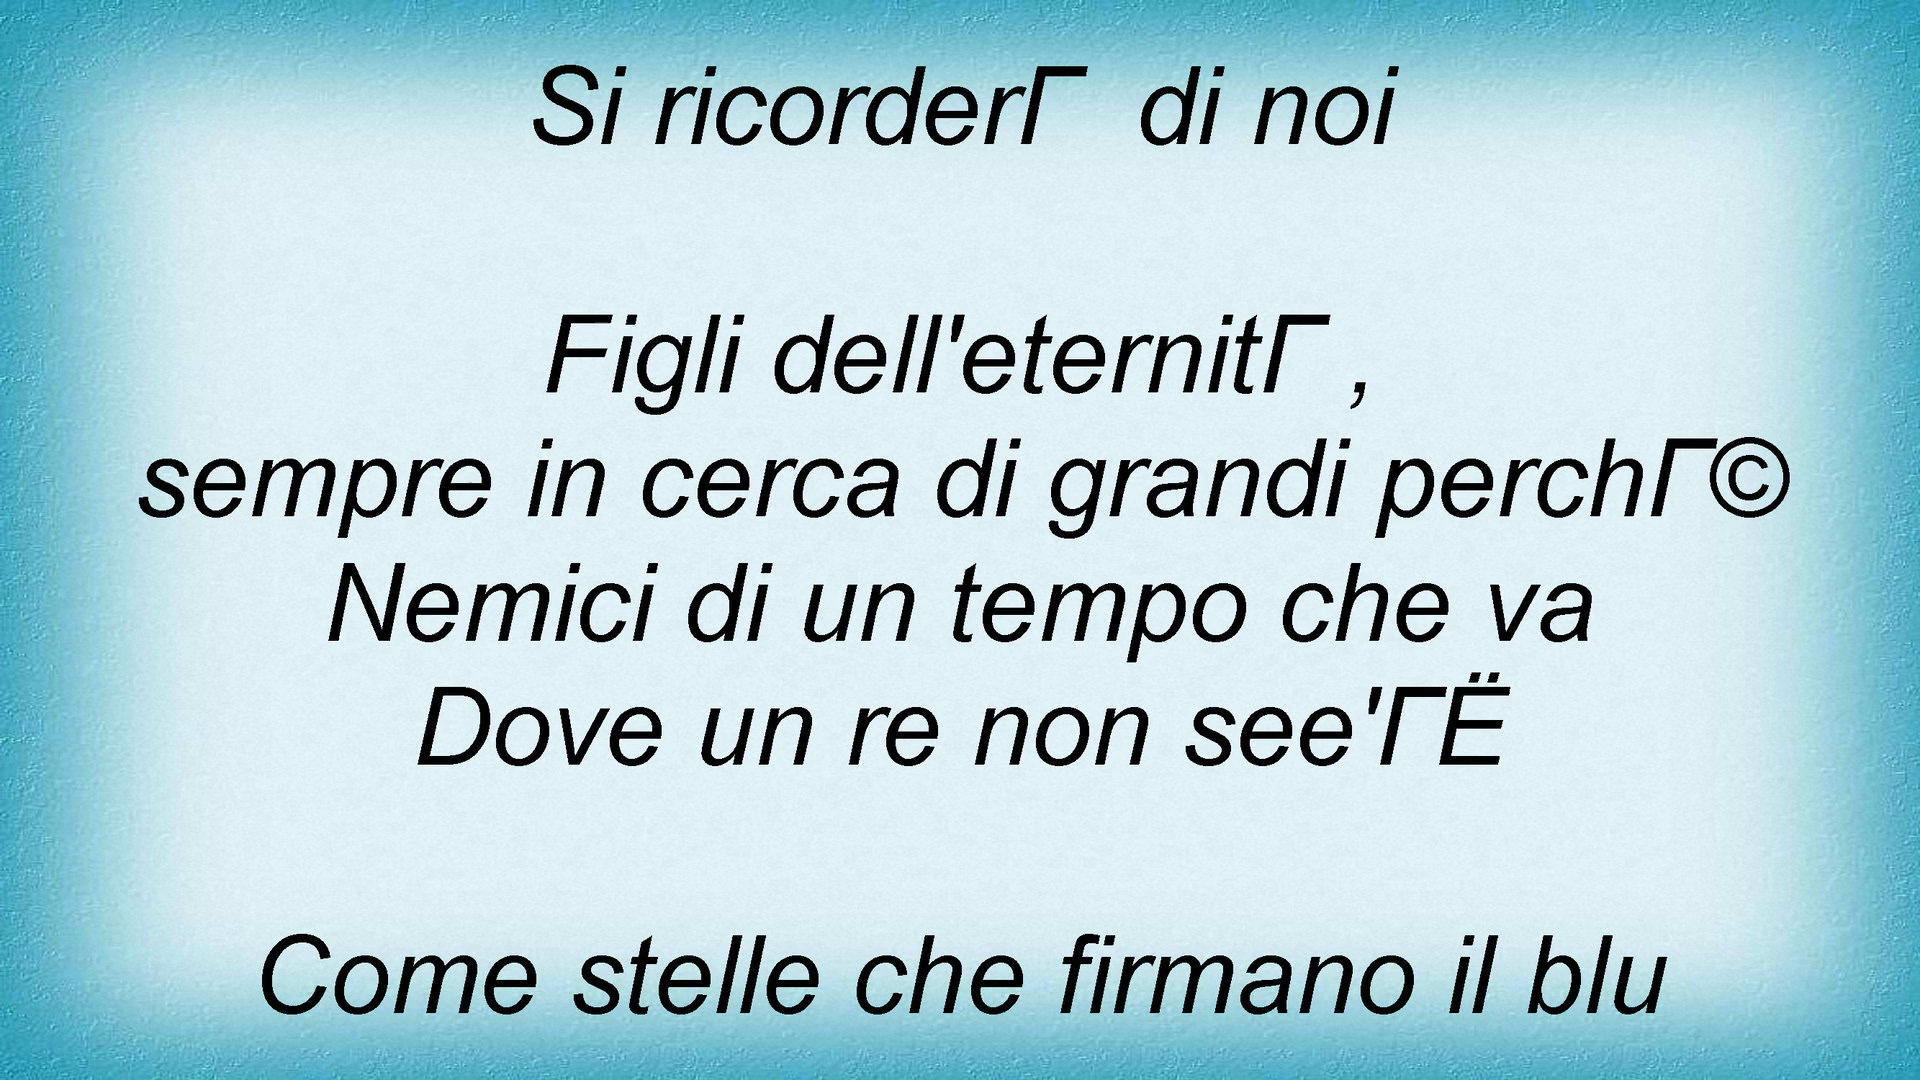 Si ricorderГ  di noi
Figli dell'eternitГ ,
sempre in cerca di grandi perchГ©
Nemici di un tempo che va
Dove un re non see'ГЁ
Come stelle che firmano il blu